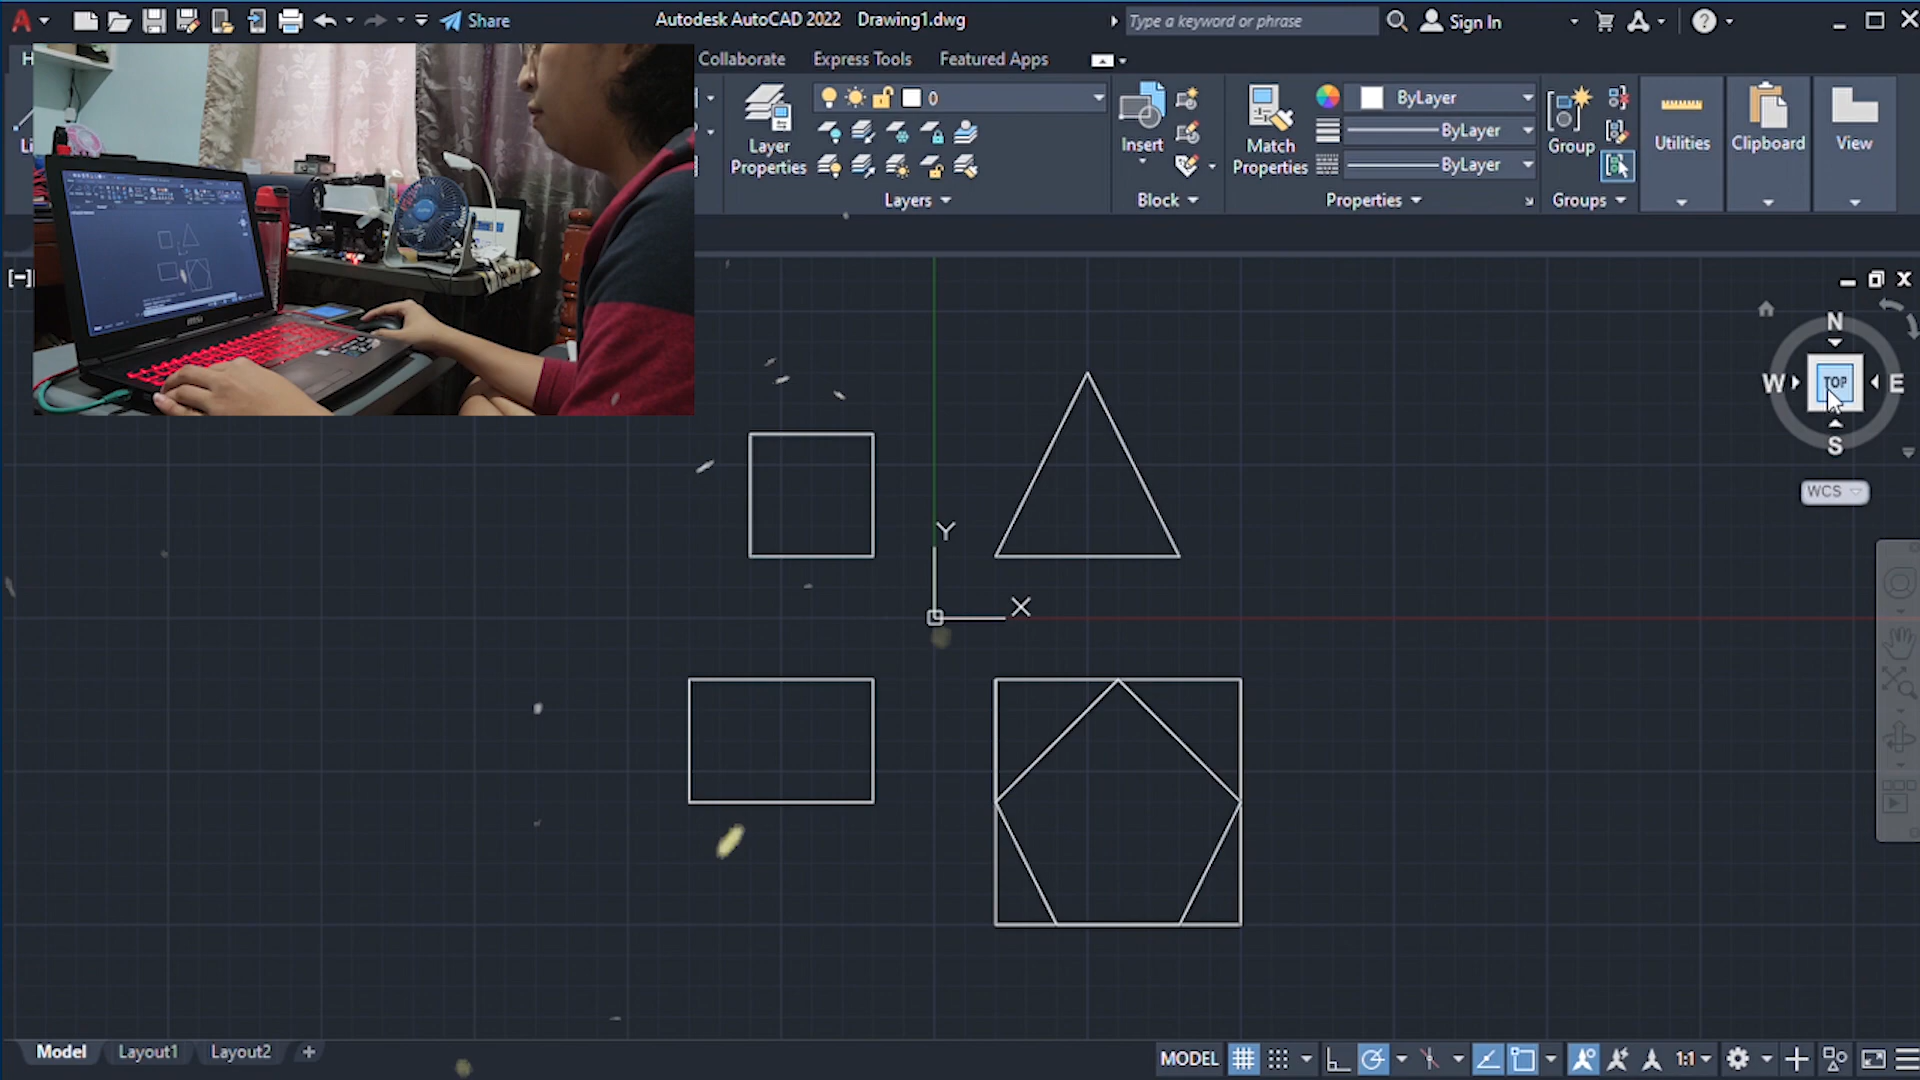 Share
Autodesk AutoCAD 2022 Drawing1.dwg
Type a keyword or phrase
Sign In
Collaborate
Express Tools
Featured Apps
Layer
Properties
0
Layers
Insert
Block
Match
Properties
ByLayer
ByLayer
ByLayer
Properties
Group
Groups
Utilities
Clipboard
View
[−]
N
W
TOP
E
S
WCS
Y
X
Model
Layout1
Layout2
+
MODEL
1:1